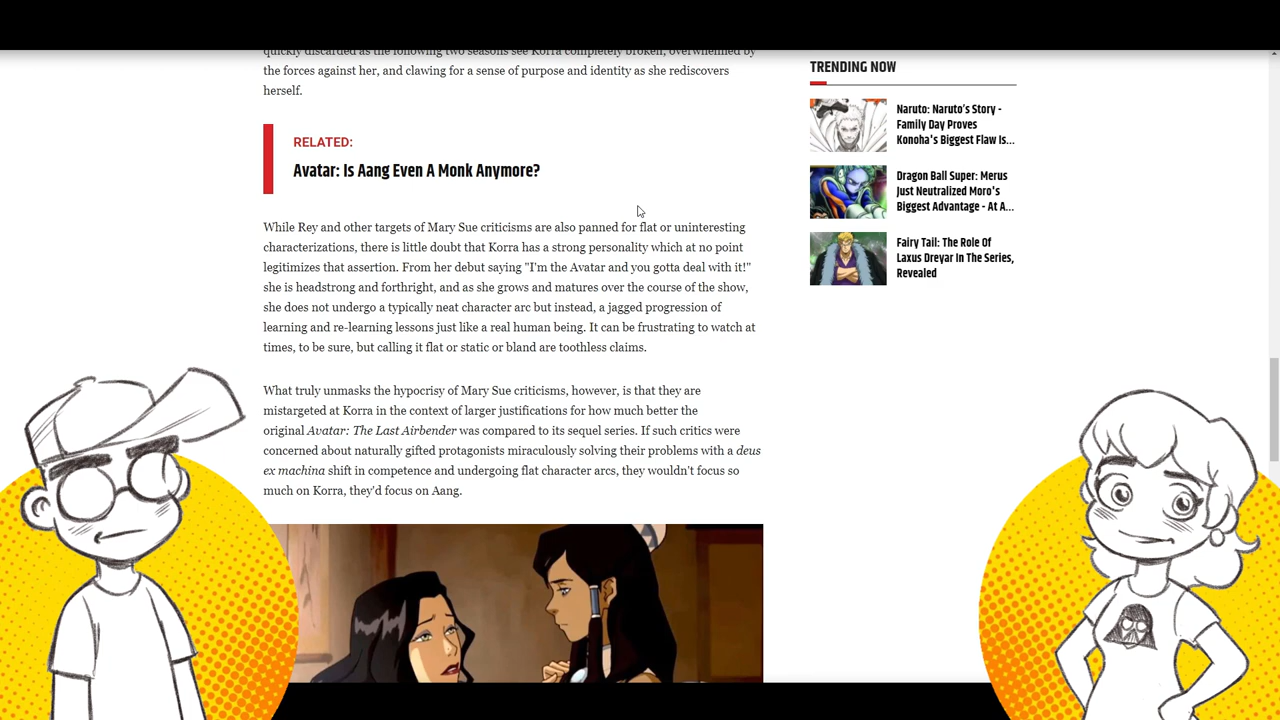 quickly discarded as the following two seasons see Korra completely broken, overwhelmed by
the forces against her, and clawing for a sense of purpose and identity as she rediscovers
herself.
RELATED:
Avatar: Is Aang Even A Monk Anymore?
While Rey and other targets of Mary Sue criticisms are also panned for flat or uninteresting
characterizations, there is little doubt that Korra has a strong personality which at no point
legitimizes that assertion. From her debut saying "I'm the Avatar and you gotta deal with it!"
she is headstrong and forthright, and as she grows and matures over the course of the show,
she does not undergo a typically neat character arc but instead, a jagged progression of
learning and re-learning lessons just like a real human being. It can be frustrating to watch at
times, to be sure, but calling it flat or static or bland are toothless claims.
What truly unmasks the hypocrisy of Mary Sue criticisms, however, is that they are
mistargeted at Korra in the context of larger justifications for how much better the
original Avatar: The Last Airbender was compared to its sequel series. If such critics were
concerned about naturally gifted protagonists miraculously solving their problems with a deus
ex machina shift in competence and undergoing flat character arcs, they wouldn't focus so
much on Korra, they'd focus on Aang.
TRENDING NOW
Naruto: Naruto's Story -
Family Day Proves
Konoha's Biggest Flaw Is...
Dragon Ball Super: Merus
Just Neutralized Moro's
Biggest Advantage - At A...
Fairy Tail: The Role Of
Laxus Dreyar In The Series,
Revealed